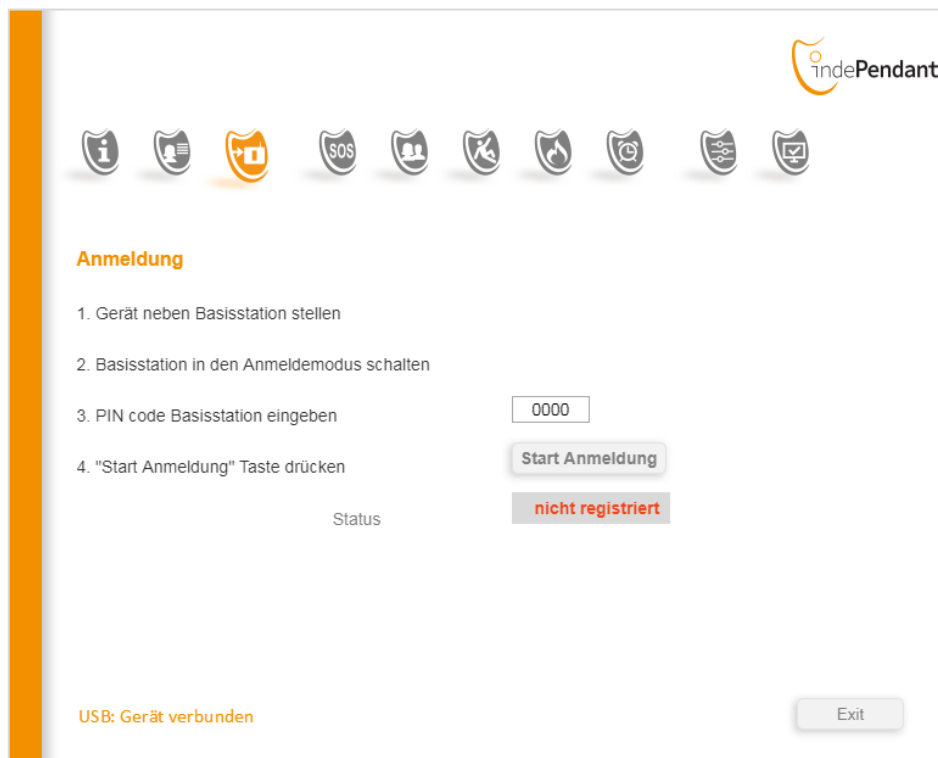 indePendant
SOS
Anmeldung
1. Gerät neben Basisstation stellen
2. Basisstation in den Anmeldemodus schalten
3. PIN code Basisstation eingeben 0000
4. "Start Anmeldung" Taste drücken Start Anmeldung
Status nicht registriert
USB: Gerät verbunden Exit